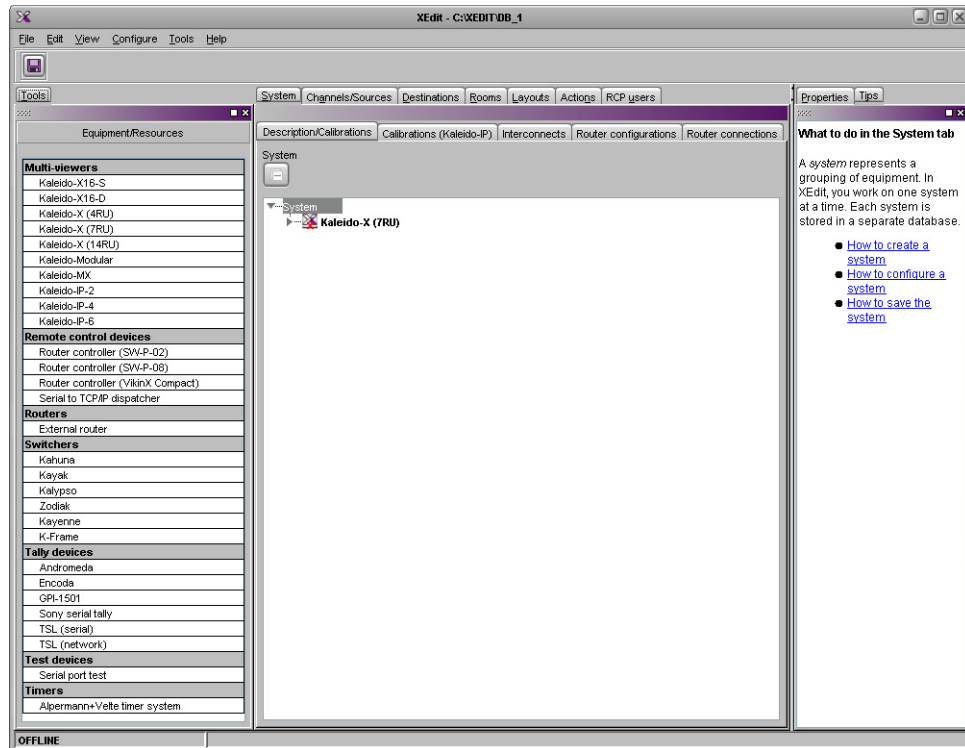 XEdit - C:\XEDIT\DB_1
File Edit View Configure Tools Help
Tools
Equipment/Resources
Multi-viewers
Kaleido-X16-S
Kaleido-X16-D
Kaleido-X (4RU)
Kaleido-X (7RU)
Kaleido-X (14RU)
Kaleido-Modular
Kaleido-MX
Kaleido-IP-2
Kaleido-IP-4
Kaleido-IP-6
Remote control devices
Router controller (SW-P-02)
Router controller (SW-P-08)
Router controller (VikinX Compact)
Serial to TCP/IP dispatcher
Routers
External router
Switchers
Kahuna
Kayak
Kalypso
Zodiak
Kayenne
K-Frame
Tally devices
Andromeda
Encoda
GPI-1501
Sony serial tally
TSL (serial)
TSL (network)
Test devices
Serial port test
Timers
Alpermann+Velte timer system
System Channels/Sources Destinations Rooms Layouts Actions RCP users
Description/Calibrations Calibrations (Kaleido-IP) Interconnects Router configurations Router connections
System
System
Kaleido-X (7RU)
Properties Tips
What to do in the System tab
A system represents a
grouping of equipment. In
XEdit, you work on one system
at a time. Each system is
stored in a separate database.
How to create a
system
How to configure a
system
How to save the
system
OFFLINE